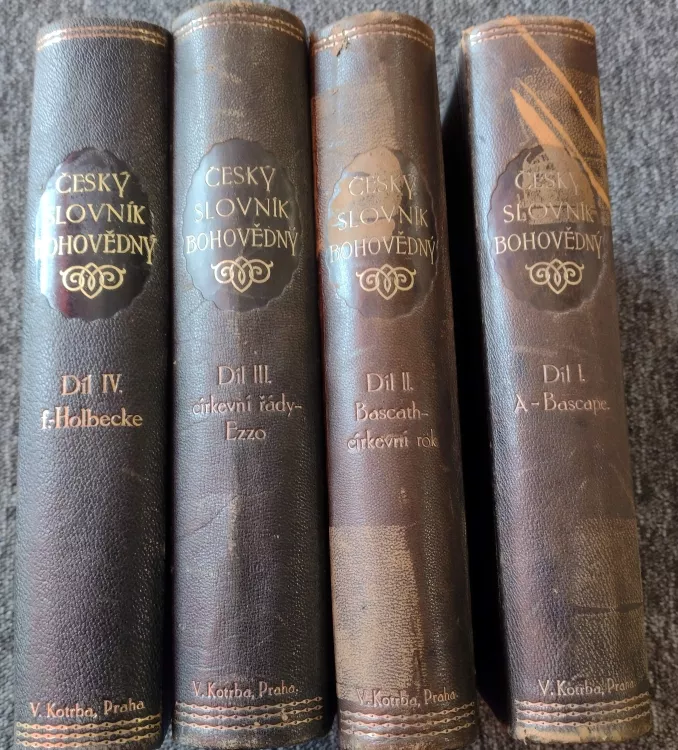 ČESKÝ
SLOVNÍK
BOHOVĚDNÝ
Díl IV.
f-Holbecke
V. Kotrba, Praha
ČESKÝ
SLOVNÍK
BOHOVĚDNÝ
Díl III.
církevní řády-
Ezzo
V. Kotrba, Praha.
ČESKÝ
SLOVNÍK
BOHOVĚDNÝ
Díl II.
Bascath-
církevní rok
V. Kotrba, Praha.
ČESKÝ
SLOVNÍK
BOHOVĚDNÝ
Díl I.
A-Bascape.
V. Kotrba, Praha.